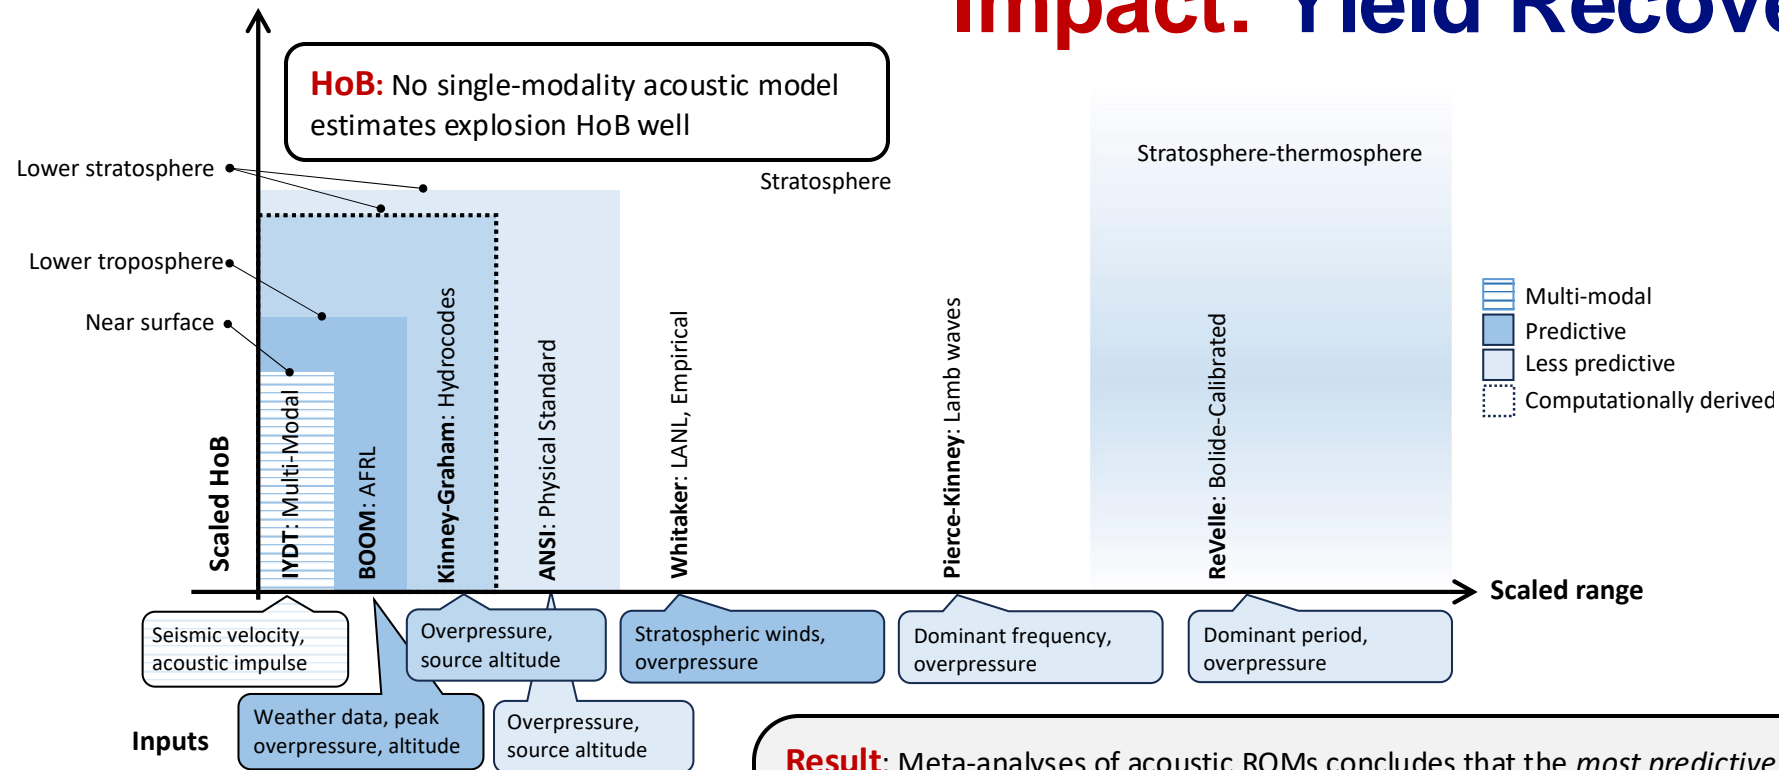 Impact: Yield Recove
HoB: No single-modality acoustic model
estimates explosion HoB well
Lower stratosphere
Stratosphere
Stratosphere-thermosphere
Lower troposphere
Near surface
Multi-modal
Predictive
Less predictive
Computationally derived
Scaled HoB
IYDT: Multi-Modal
BOOM: AFRL
Kinney-Graham: Hydrocodes
ANSI: Physical Standard
Whitaker: LANL, Empirical
Pierce-Kinney: Lamb waves
ReVelle: Bolide-Calibrated
Scaled range
Seismic velocity,
acoustic impulse
Overpressure,
source altitude
Stratospheric winds,
overpressure
Dominant frequency,
overpressure
Dominant period,
overpressure
Inputs
Weather data, peak
overpressure, altitude
Overpressure,
source altitude
Result: Meta-analyses of acoustic ROMs concludes that the most predictive